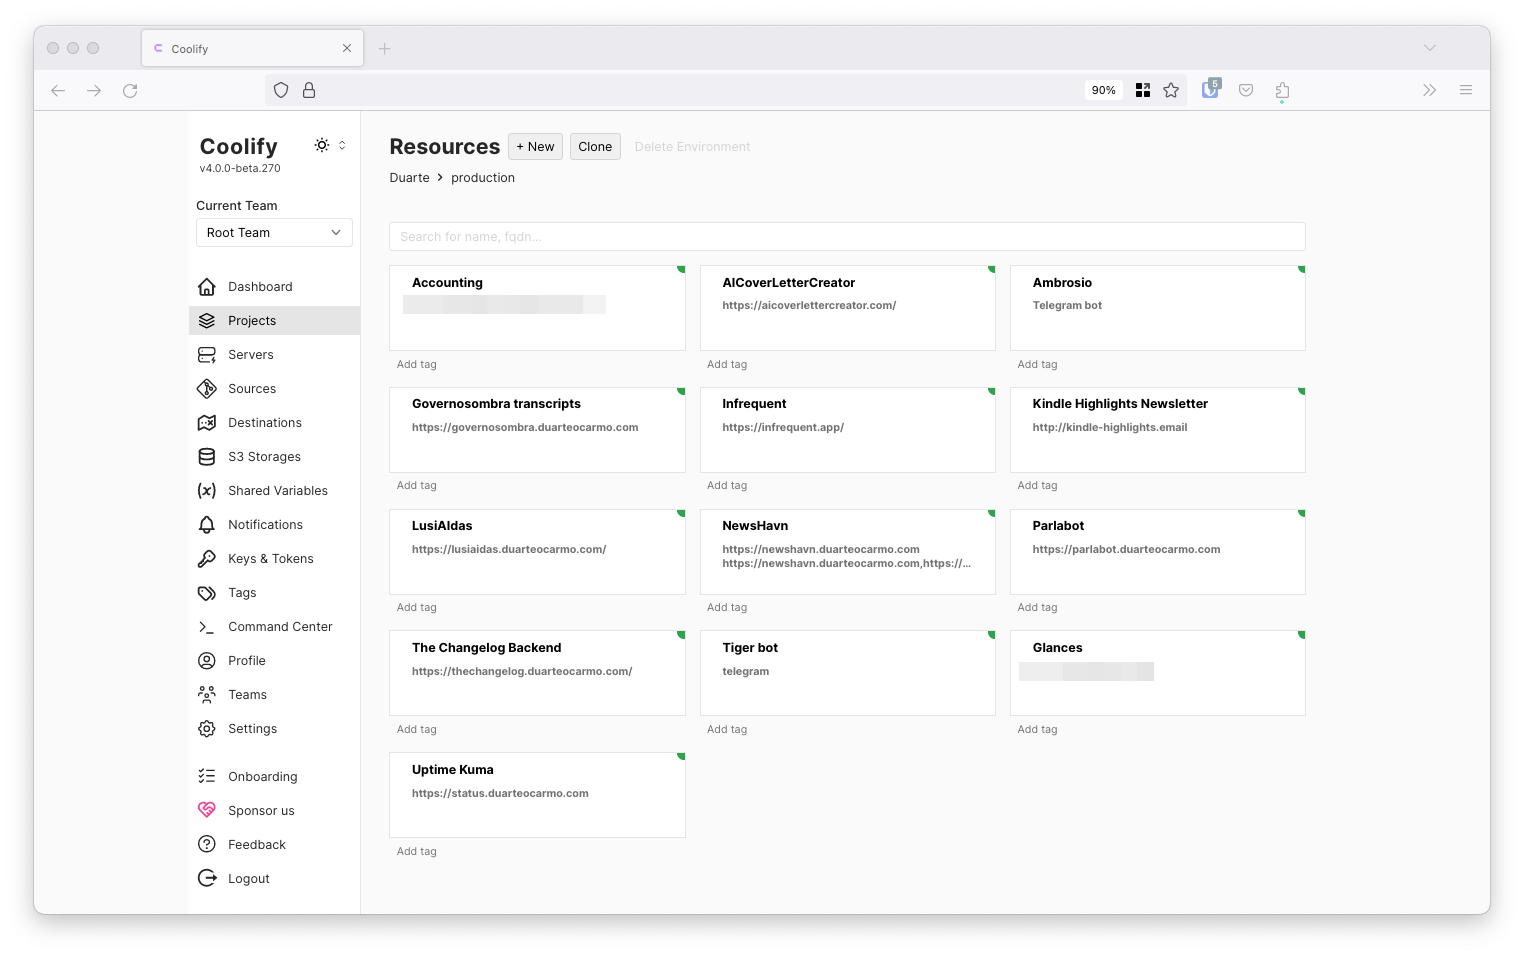 Coolify
90%
5
Coolify
v4.0.0-beta.270
Current Team
Root Team
Dashboard
Projects
Servers
Sources
Destinations
S3 Storages
Shared Variables
Notifications
Keys & Tokens
Tags
Command Center
Profile
Teams
Settings
Onboarding
Sponsor us
Feedback
Logout
Resources
+ New
Clone
Delete Environment
Duarte
production
Search for name, fqdn...
Accounting
Add tag
AICoverLetterCreator
https://aicoverlettercreator.com/
Add tag
Ambrosio
Telegram bot
Add tag
Governosombra transcripts
https://governosombra.duarteocarmo.com
Add tag
Infrequent
https://infrequent.app/
Add tag
Kindle Highlights Newsletter
http://kindle-highlights.email
Add tag
LusiAIdas
https://lusiaidas.duarteocarmo.com/
Add tag
NewsHavn
https://newshavn.duarteocarmo.com
https://newshavn.duarteocarmo.com,https://...
Add tag
Parlabot
https://parlabot.duarteocarmo.com
Add tag
The Changelog Backend
https://thechangelog.duarteocarmo.com/
Add tag
Tiger bot
telegram
Add tag
Glances
Add tag
Uptime Kuma
https://status.duarteocarmo.com
Add tag